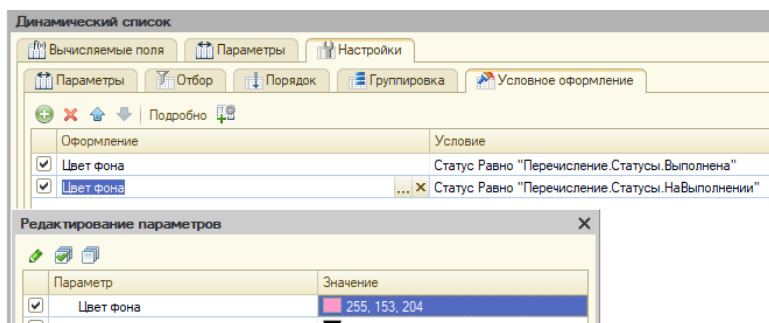 Динамический список
Вычисляемые поля Параметры Настройки
Параметры Отбор Порядок Группировка Условное оформление
Подробно
Оформление Условие
Цвет фона Статус Равно "Перечисление.Статусы.Выполнена"
Цвет фона ... Статус Равно "Перечисление.Статусы.НаВыполнении"
Редактирование параметров
Параметр Значение
Цвет фона 255, 153, 204